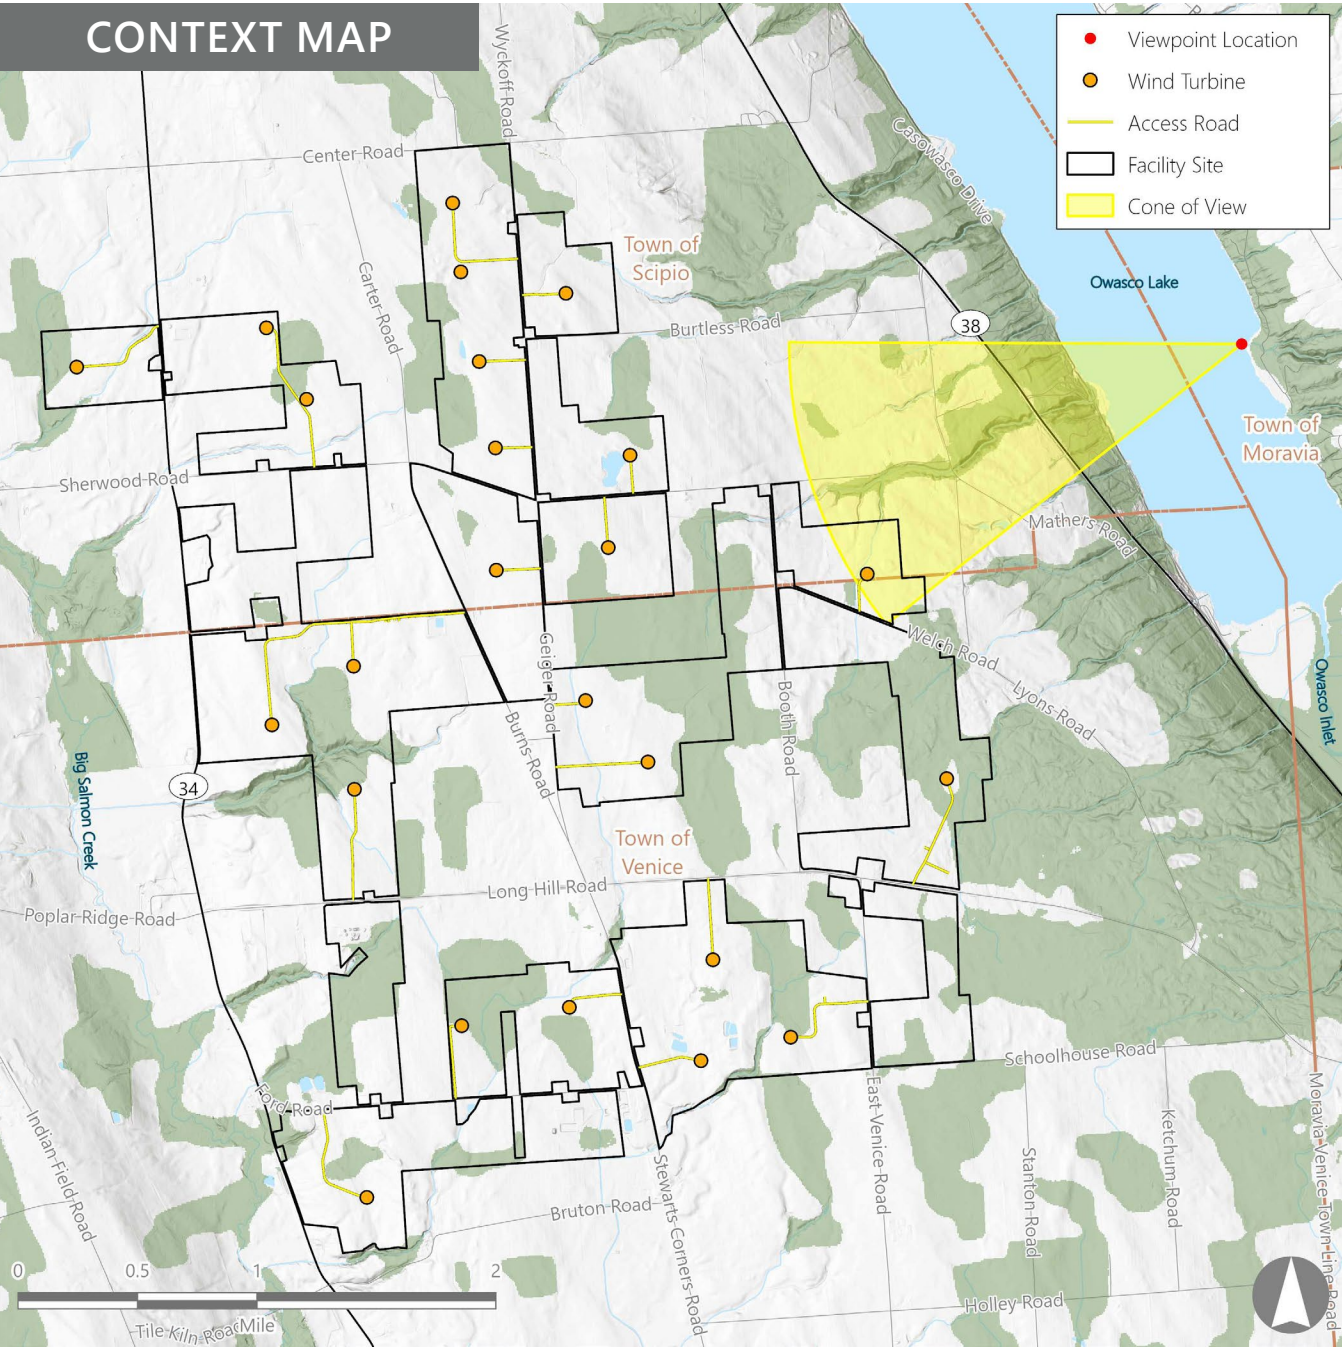 CONTEXT MAP
Viewpoint Location
Wind Turbine
Access Road
Facility Site
Cone of View
Wyckoff Road
Center Road
Casowasco Drive
Town of
Scipio
Owasco Lake
Carter Road
Burtless Road
38
Town of
Moravia
Sherwood Road
Mathers Road
Geiger Road
Welch Road
Lyons Road
Owasco Inlet
Booth Road
Burns Road
Big Salmon Creek
34
Town of
Venice
Long Hill Road
Poplar Ridge Road
Schoolhouse Road
Ford Road
Indian Field Road
East Venice Road
Stanton Road
Ketchum Road
Moravia-Venice Town Line Road
Stewarts Corners Road
Bruton Road
Holley Road
0
0.5
1
2
Mile
Tile Kiln Road